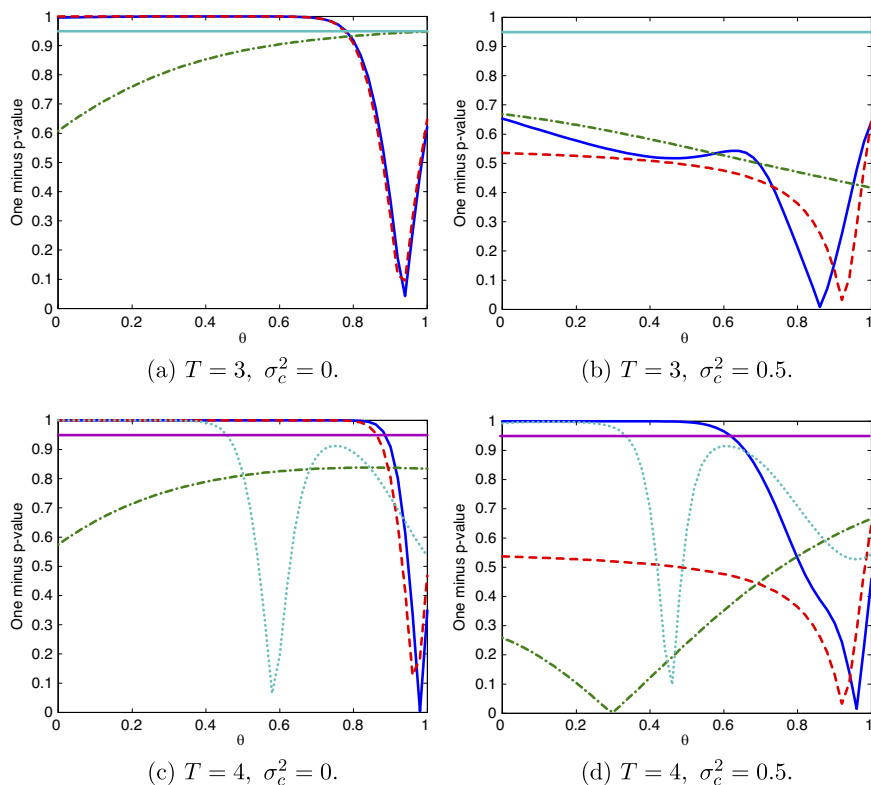 1
0.9
0.8
0.7
0.6
0.5
0.4
0.3
0.2
0.1
0
One minus p-value
0 0.2 0.4 0.6 0.8 1
θ
(a) T = 3, σ_c^2 = 0.
1
0.9
0.8
0.7
0.6
0.5
0.4
0.3
0.2
0.1
0
One minus p-value
0 0.2 0.4 0.6 0.8 1
θ
(b) T = 3, σ_c^2 = 0.5.
1
0.9
0.8
0.7
0.6
0.5
0.4
0.3
0.2
0.1
0
One minus p-value
0 0.2 0.4 0.6 0.8 1
θ
(c) T = 4, σ_c^2 = 0.
1
0.9
0.8
0.7
0.6
0.5
0.4
0.3
0.2
0.1
0
One minus p-value
0 0.2 0.4 0.6 0.8 1
θ
(d) T = 4, σ_c^2 = 0.5.